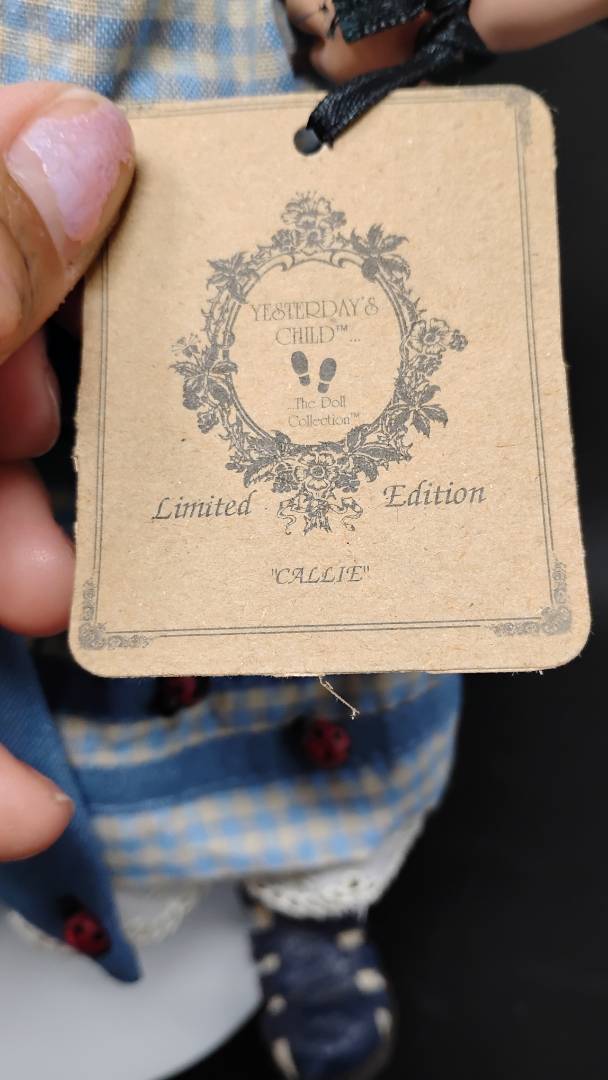 YESTERDAY'S
CHILD™...
...The Doll
Collection™
Limited Edition
"CALLIE"